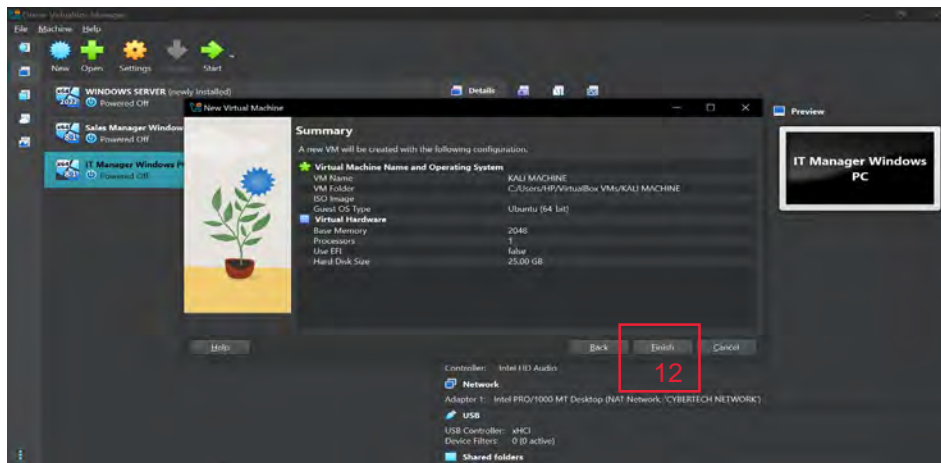 Oracle VirtualBox Manager
File Machine Help
New Open Settings Start
WINDOWS SERVER (newly installed)
Powered Off
Sales Manager Window
Powered Off
IT Manager Windows P
Powered Off
Details
Preview
IT Manager Windows
PC
New Virtual Machine
Summary
A new VM will be created with the following configuration.
Virtual Machine Name and Operating System
VM Name KALI MACHINE
VM Folder C:/Users/HP/VirtualBox VMs/KALI MACHINE
ISO Image
Guest OS Type Ubuntu (64 bit)
Virtual Hardware
Base Memory 2048
Processors 1
Use EFI false
Hard Disk Size 25.00 GB
Help Back Finish Cancel
12
Controller: Intel HD Audio
Network
Adapter 1: Intel PRO/1000 MT Desktop (NAT Network, 'CYBERTECH NETWORK')
USB
USB Controller: xHCI
Device Filters: 0 (0 active)
Shared folders